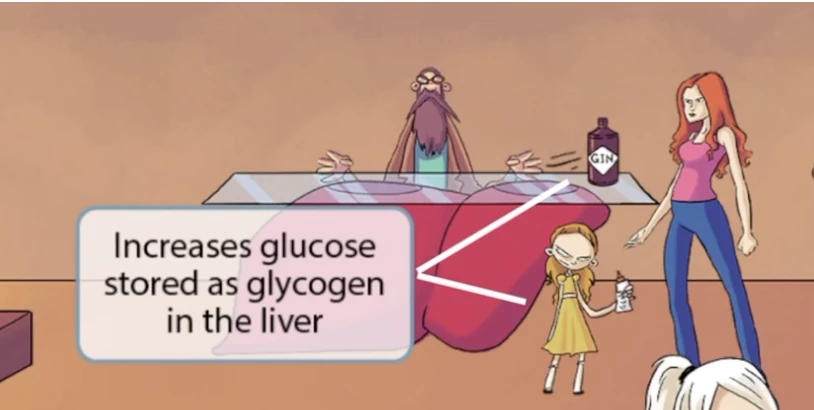 GIN
Increases glucose
stored as glycogen
in the liver